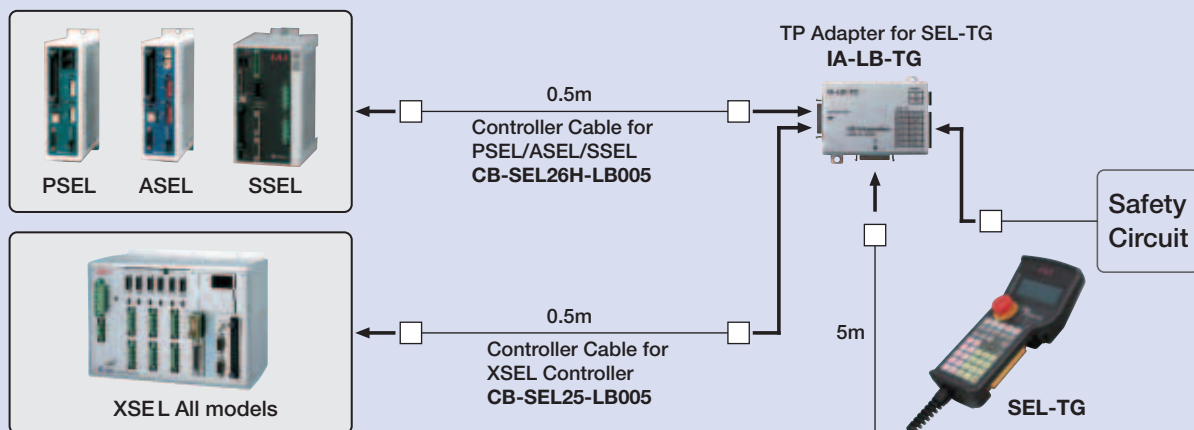 PSEL
ASEL
SSEL
0.5m
Controller Cable for
PSEL/ASEL/SSEL
CB-SEL26H-LB005
TP Adapter for SEL-TG
IA-LB-TG
Safety
Circuit
XSEL All models
0.5m
Controller Cable for
XSEL Controller
CB-SEL25-LB005
5m
SEL-TG